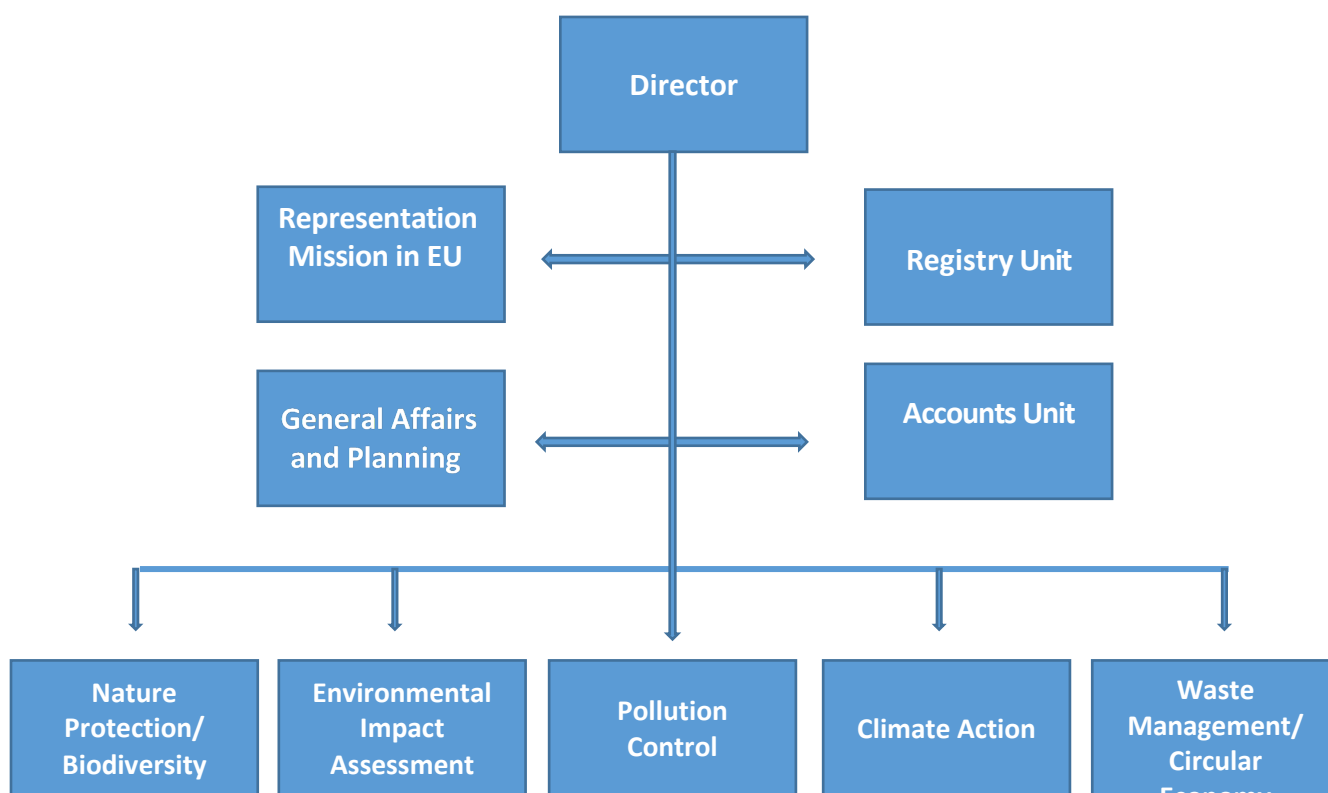 Director
Representation
Mission in EU
Registry Unit
General Affairs
and Planning
Accounts Unit
Nature
Protection/
Biodiversity
Environmental
Impact
Assessment
Pollution
Control
Climate Action
Waste
Management/
Circular
Economy